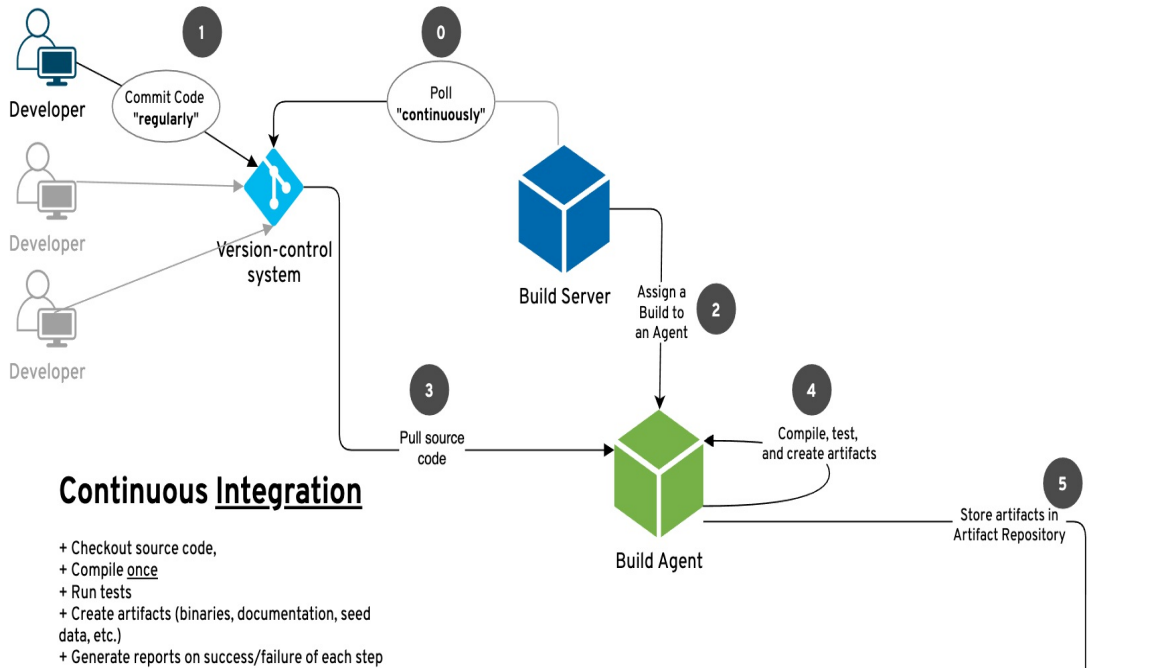 1
0
Developer
Commit Code
"regularly"
Poll
"continuously"
Developer
Version-control
system
Build Server
Assign a
Build to
an Agent
2
Developer
3
4
Pull source
code
Compile, test,
and create artifacts
5
Store artifacts in
Artifact Repository
Build Agent
Continuous Integration
+ Checkout source code,
+ Compile once
+ Run tests
+ Create artifacts (binaries, documentation, seed
data, etc.)
+ Generate reports on success/failure of each step